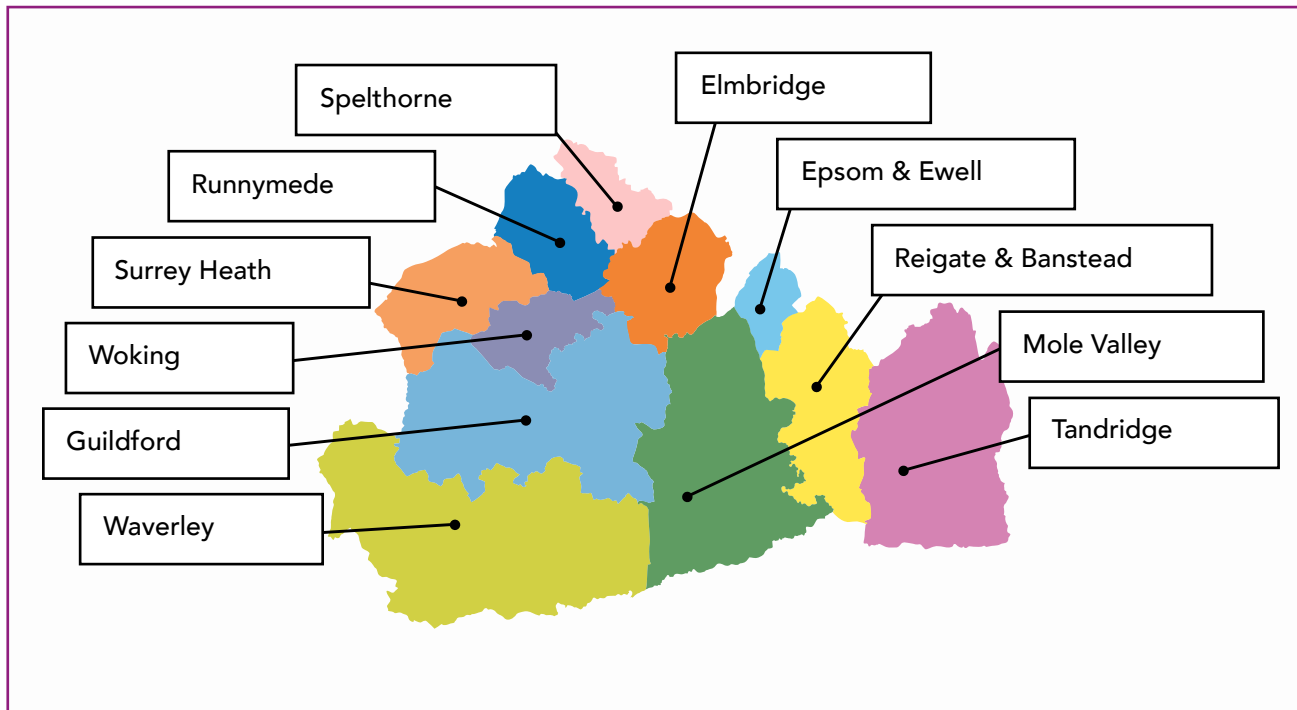 Spelthorne
Elmbridge
Runnymede
Epsom & Ewell
Surrey Heath
Reigate & Banstead
Woking
Mole Valley
Guildford
Tandridge
Waverley